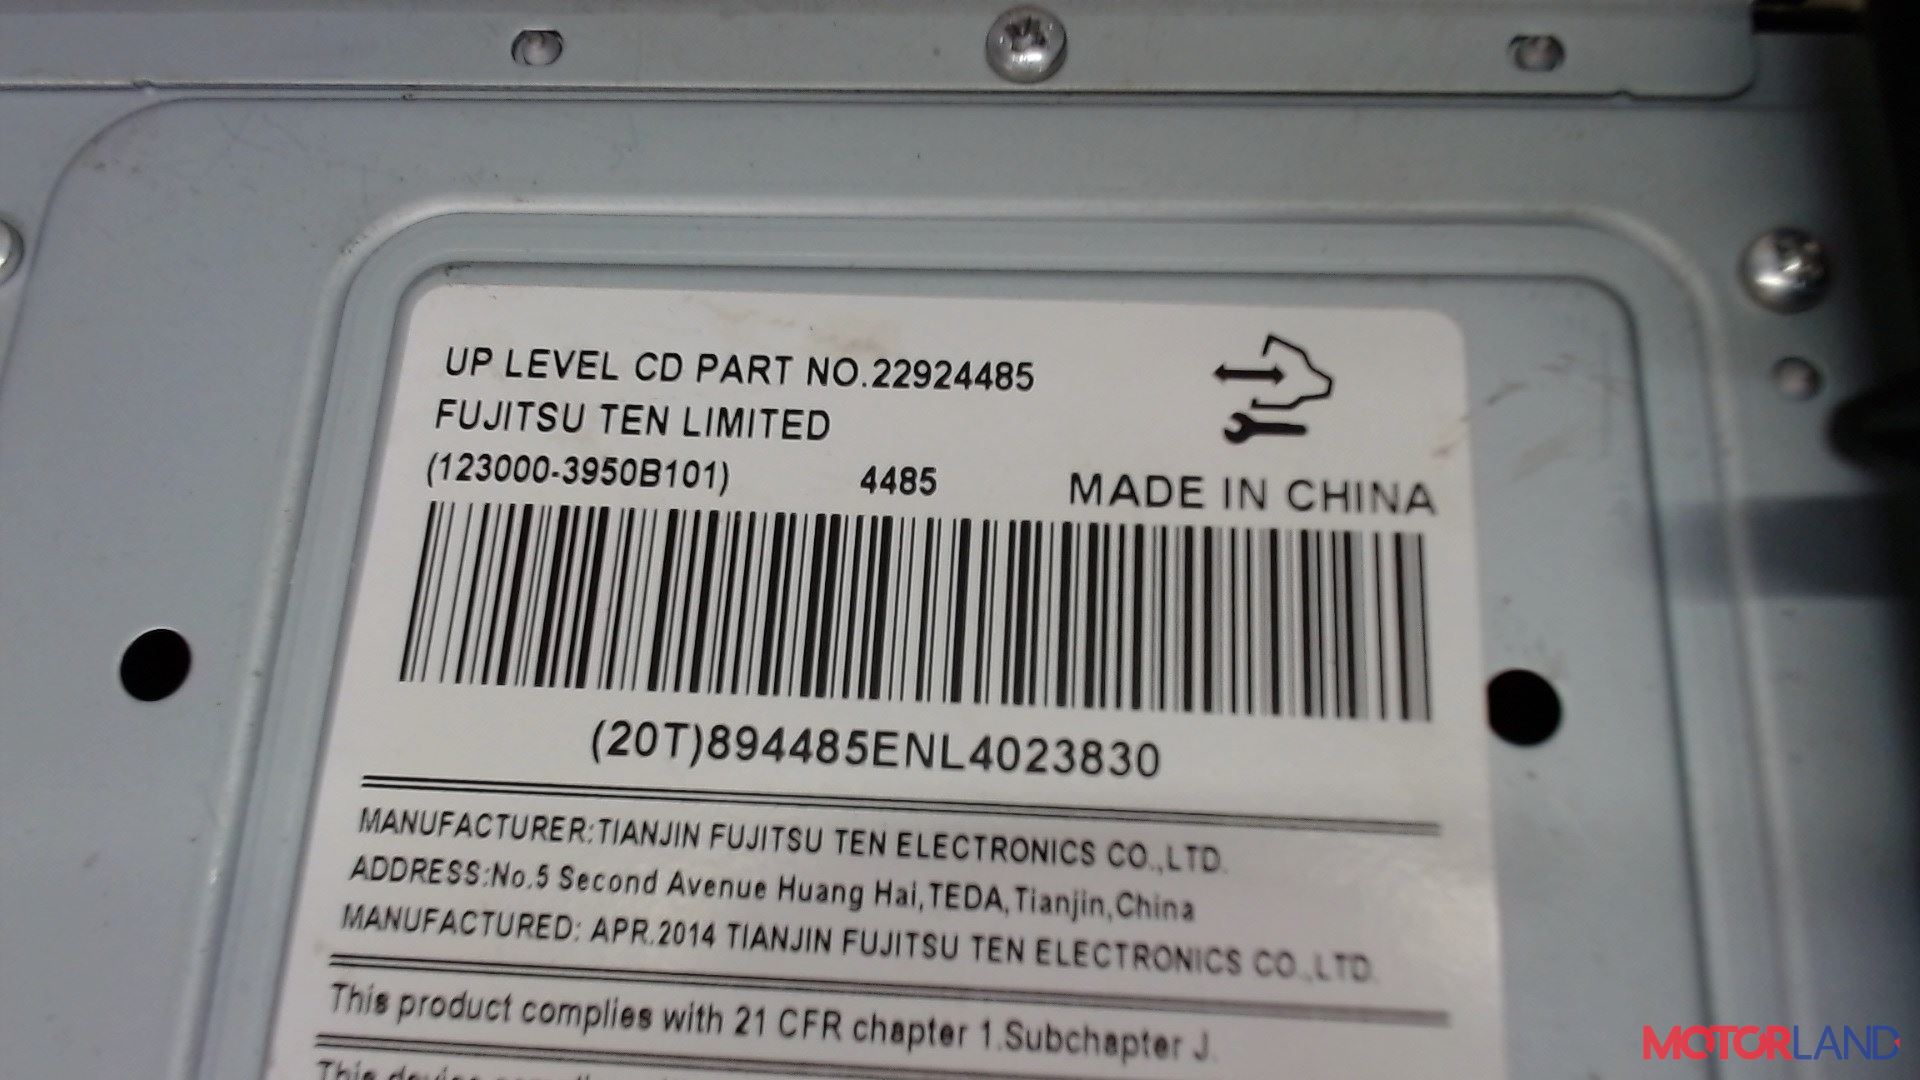 UP LEVEL CD PART NO.22924485
FUJITSU TEN LIMITED
(123000-3950B101) 4485 MADE IN CHINA
(20T)894485ENL4023830
MANUFACTURER:TIANJIN FUJITSU TEN ELECTRONICS CO.,LTD.
ADDRESS:No.5 Second Avenue Huang Hai,TEDA,Tianjin,China
MANUFACTURED: APR.2014 TIANJIN FUJITSU TEN ELECTRONICS CO.,LTD.
This product complies with 21 CFR chapter 1.Subchapter J.
This device
MOTORLAND